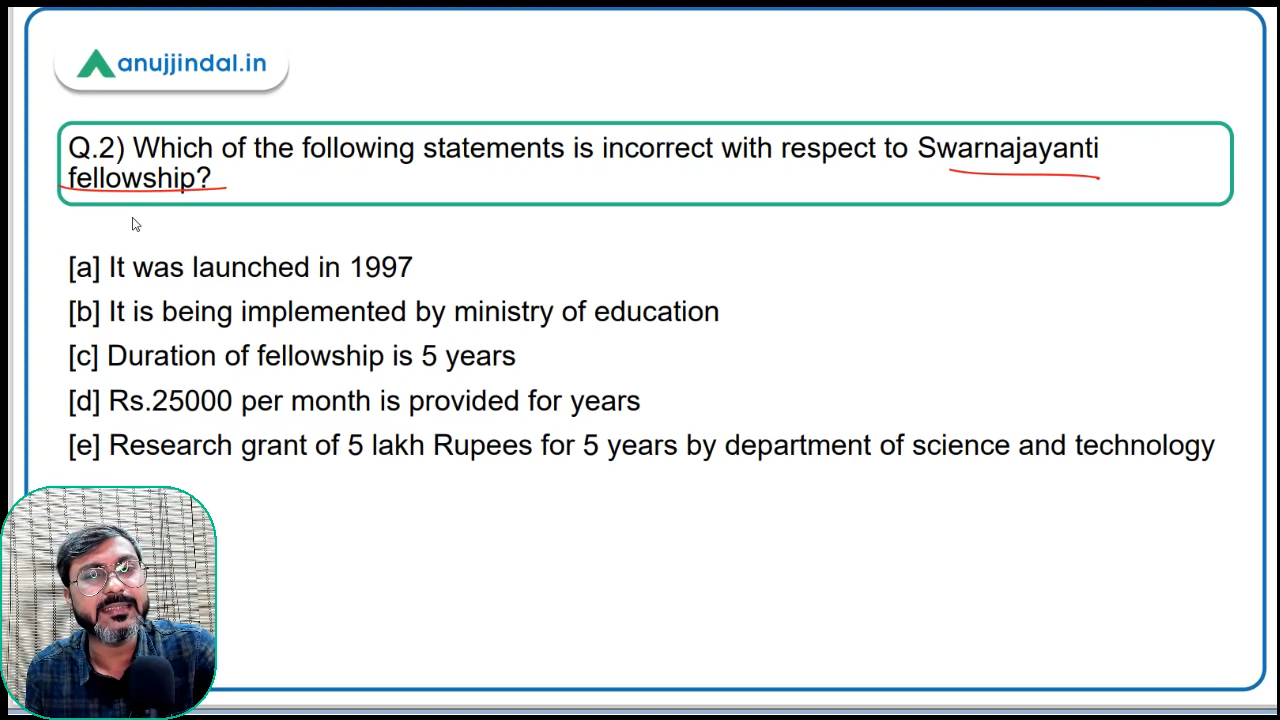 anujjindal.in
Q.2) Which of the following statements is incorrect with respect to Swarnajayanti
fellowship?
[a] It was launched in 1997
[b] It is being implemented by ministry of education
[c] Duration of fellowship is 5 years
[d] Rs.25000 per month is provided for years
[e] Research grant of 5 lakh Rupees for 5 years by department of science and technology